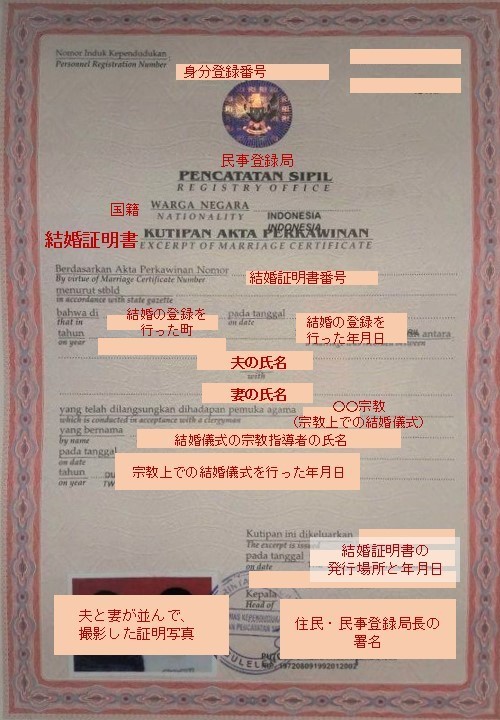 Nomor Induk Kependudukan
Personnel Registration Number
身分登録番号
民事登録局
PENCATATAN SIPIL
REGISTRY OFFICE
国籍
WARGA NEGARA
NATIONALITY
INDONESIA
INDONESIA
結婚証明書
KUTIPAN AKTA PERKAWINAN
EXCERPT OF MARRIAGE CERTIFICATE
Berdasarkan Akta Perkawinan Nomor
By virtue of Marriage Certificate Number
結婚証明書番号
menurut stbld
in accordance with state gazette
bahwa di
that in
結婚の登録を
行った町
pada tanggal
on date
結婚の登録を
行った年月日
tahun
on year
antara
between
夫の氏名
with
妻の氏名
yang telah dilangsungkan dihadapan pemuka agama
which is conducted in acceptance with a clergyman
〇〇宗教
(宗教上での結婚儀式)
yang bernama
by name
結婚儀式の宗教指導者の氏名
pada tanggal
on date
tahun
on year
宗教上での結婚儀式を行った年月日
Kutipan ini dikeluarkan
The excerpt is issued
pada tanggal
on date
結婚証明書の
発行場所と年月日
Kepala
Head of
夫と妻が並んで、
撮影した証明写真
住民・民事登録局長の
署名